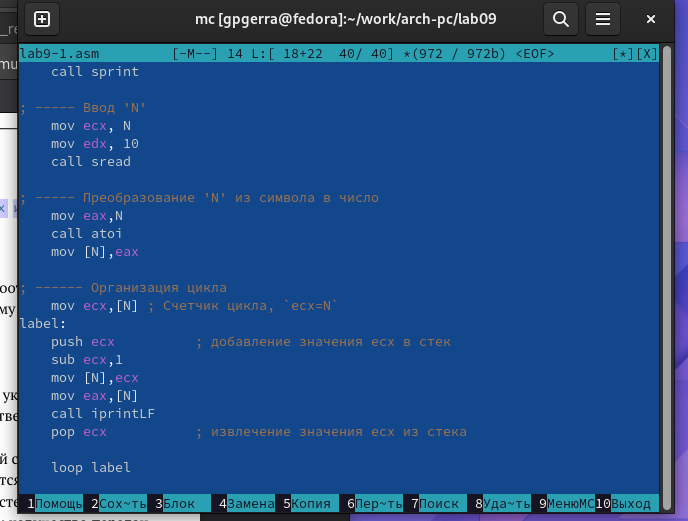 mc [gpgerra@fedora]:~/work/arch-pc/lab09
lab9-1.asm [-M--] 14 L:[ 18+22 40/ 40] *(972 / 972b) <EOF> [*][X]
call sprint
; ----- Ввод 'N'
mov ecx, N
mov edx, 10
call sread
; ----- Преобразование 'N' из символа в число
mov eax,N
call atoi
mov [N],eax
; ------ Организация цикла
mov ecx,[N] ; Счетчик цикла, `ecx=N`
label:
push ecx ; добавление значения ecx в стек
sub ecx,1
mov [N],ecx
mov eax,[N]
call iprintLF
pop ecx ; извлечение значения ecx из стека
loop label
1Помощь 2Сох~ть 3Блок 4Замена 5Копия 6Пер~ть 7Поиск 8Уда~ть 9МенюMC 10Выход